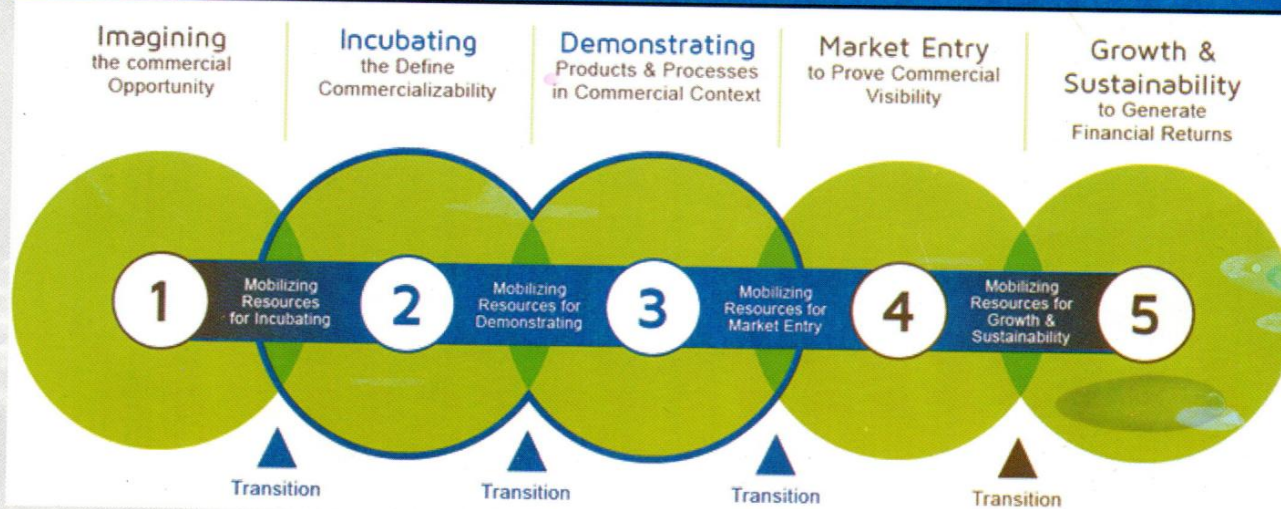 Imagining
the commercial
Opportunity
Incubating
the Define
Commercializability
Demonstrating
Products & Processes
in Commercial Context
Market Entry
to Prove Commercial
Visibility
Growth &
Sustainability
to Generate
Financial Returns
1
Mobilizing
Resources
for Incubating
2
Mobilizing
Resources for
Demonstrating
3
Mobilizing
Resources for
Market Entry
4
Mobilizing
Resources for
Growth &
Sustainability
5
Transition
Transition
Transition
Transition